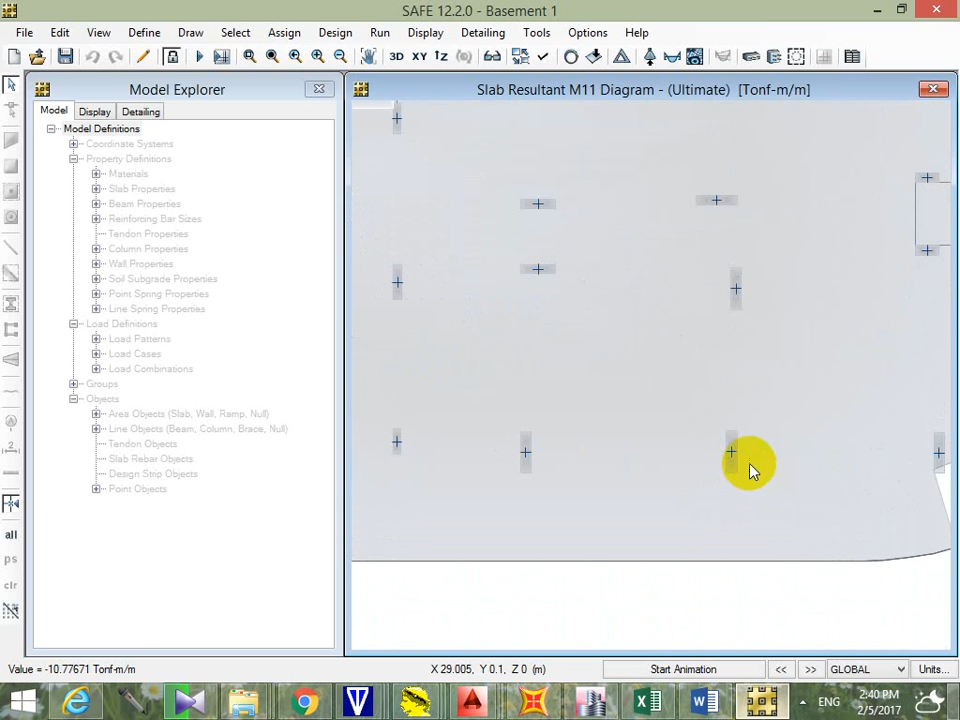 SAFE 12.2.0 - Basement 1
File Edit View Define Draw Select Assign Design Run Display Detailing Tools Options Help
3D XY
Model Explorer
Slab Resultant M11 Diagram - (Ultimate) [Tonf-m/m]
Model Display Detailing
Model Definitions
Coordinate Systems
Property Definitions
Materials
Slab Properties
Beam Properties
Reinforcing Bar Sizes
Tendon Properties
Column Properties
Wall Properties
Soil Subgrade Properties
Point Spring Properties
Line Spring Properties
Load Definitions
Load Patterns
Load Cases
Load Combinations
Groups
Objects
Area Objects (Slab, Wall, Ramp, Null)
Line Objects (Beam, Column, Brace, Null)
Tendon Objects
Slab Rebar Objects
Design Strip Objects
Point Objects
all
ps
clr
Value = -10.77671 Tonf-m/m
X 29.005, Y 0.1, Z 0 (m)
Start Animation
<< >>
GLOBAL
Units...
ENG
2:40 PM
2/5/2017